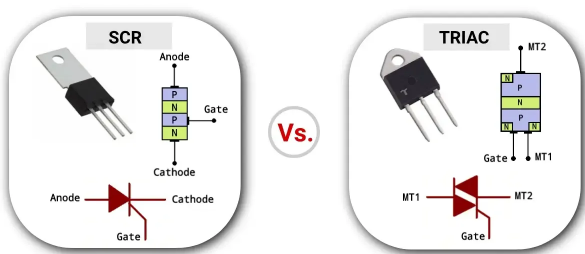 SCR
Anode
P
N
P
N
Gate
Cathode
Anode
Cathode
Gate
Vs.
TRIAC
MT2
N
P
N
P
N
N
Gate
MT1
MT1
MT2
Gate